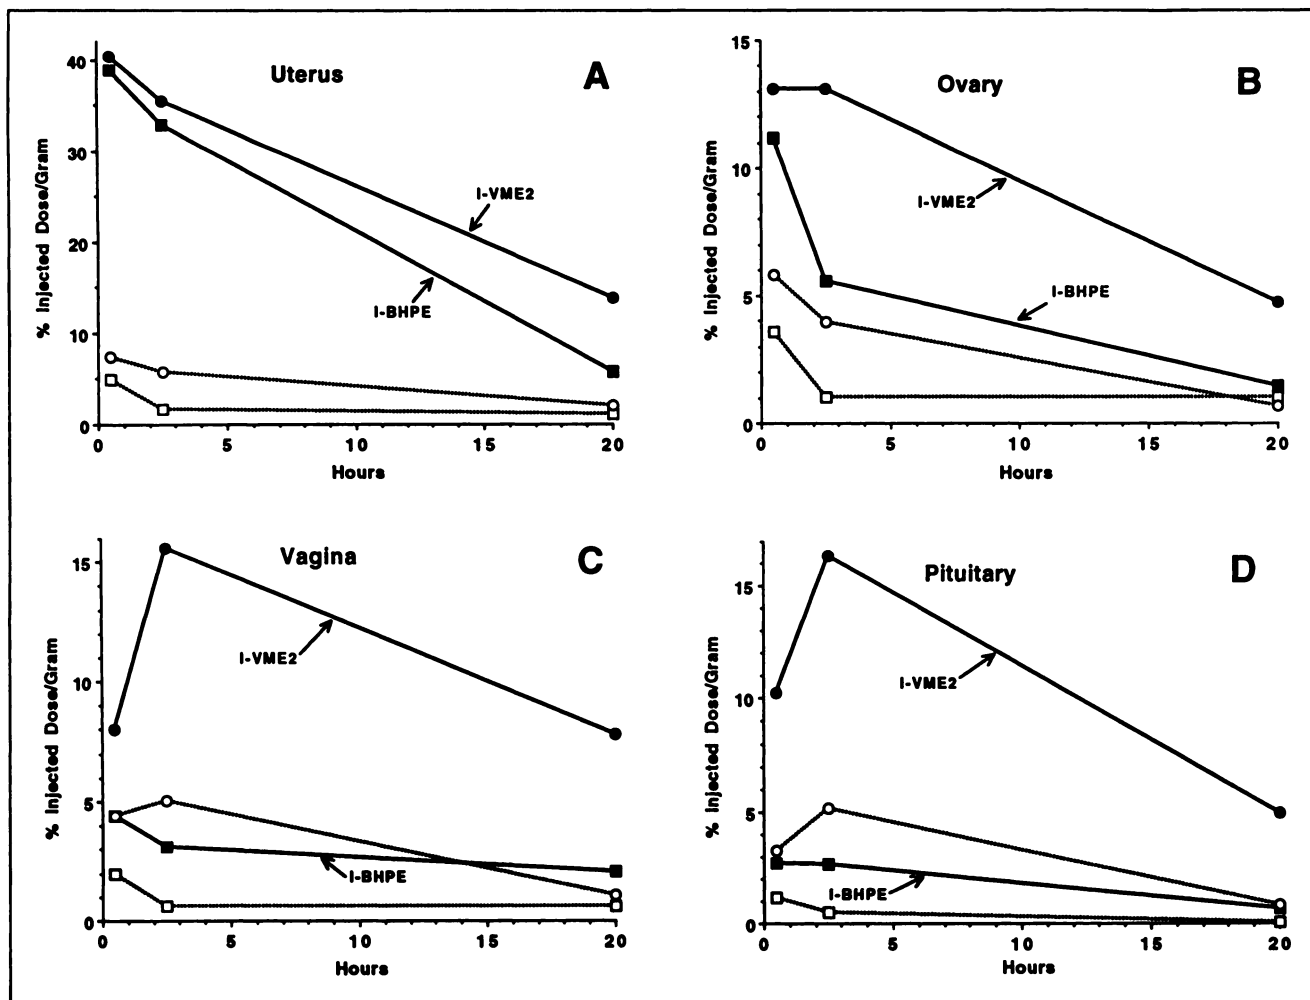 Uterus
A
% Injected Dose/Gram
40
30
20
10
0
I-VME2
I-BHPE
0 5 10 15 20
Hours
Ovary
B
% Injected Dose/Gram
15
10
5
0
I-VME2
I-BHPE
0 5 10 15 20
Hours
Vagina
C
% Injected Dose/Gram
15
10
5
0
I-VME2
I-BHPE
0 5 10 15 20
Hours
Pituitary
D
% Injected Dose/Gram
15
10
5
0
I-VME2
I-BHPE
0 5 10 15 20
Hours